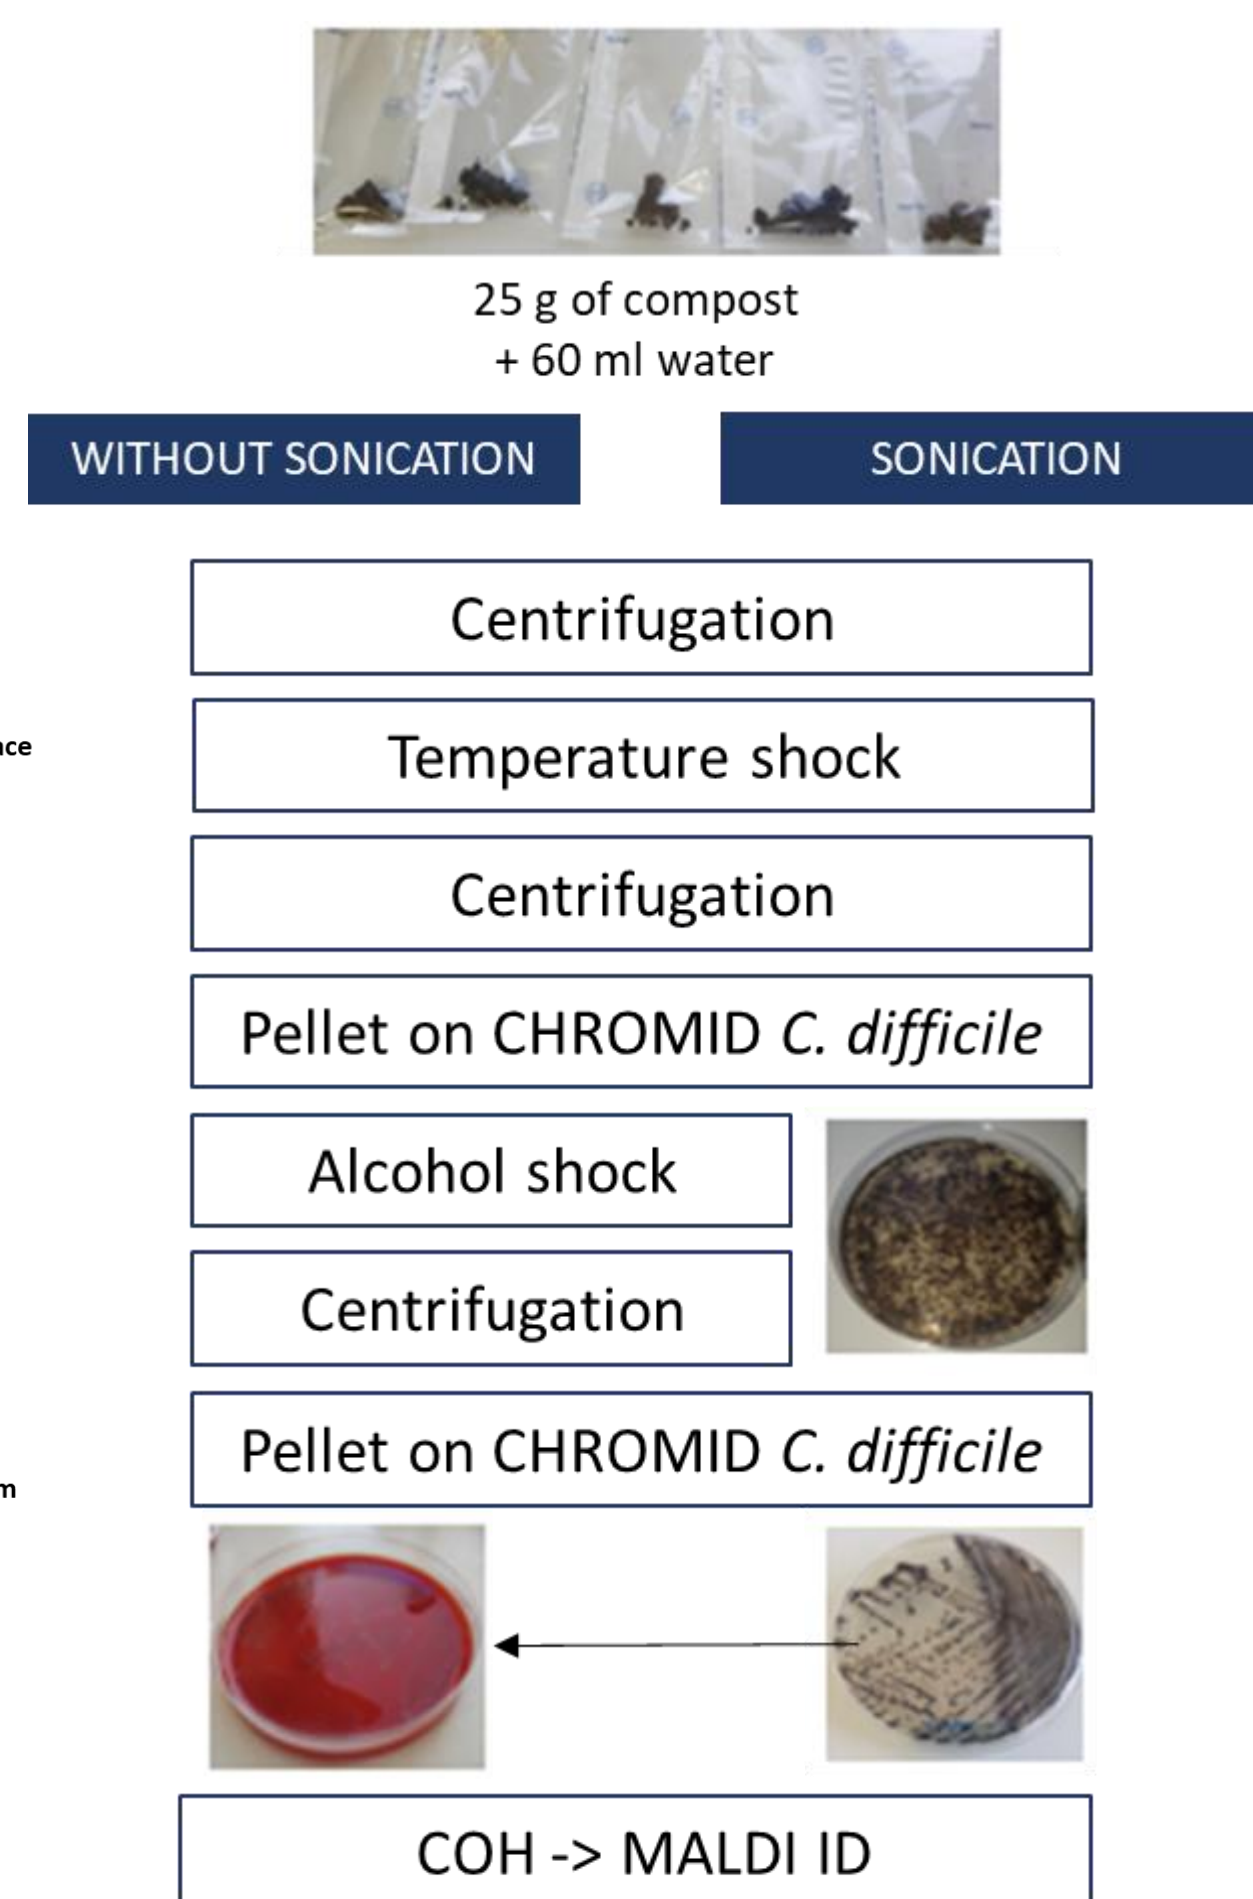 25 g of compost
+ 60 ml water
WITHOUT SONICATION
SONICATION
Centrifugation
Temperature shock
Centrifugation
Pellet on CHROMID C. difficile
Alcohol shock
Centrifugation
Pellet on CHROMID C. difficile
COH -> MALDI ID